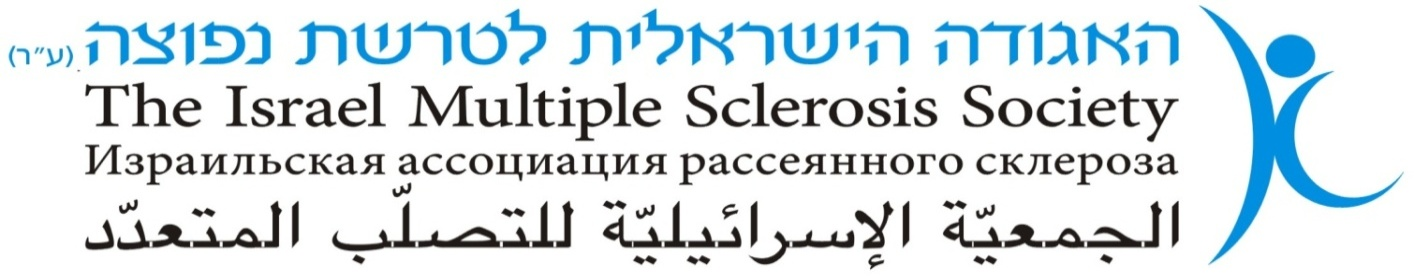 האגודה הישראלית לטרשת נפוצה (ע״ר)
The Israel Multiple Sclerosis Society
Израильская ассоциация рассеянного склероза
الجمعيّة الإسرائيليّة للتصلّب المتعدّد